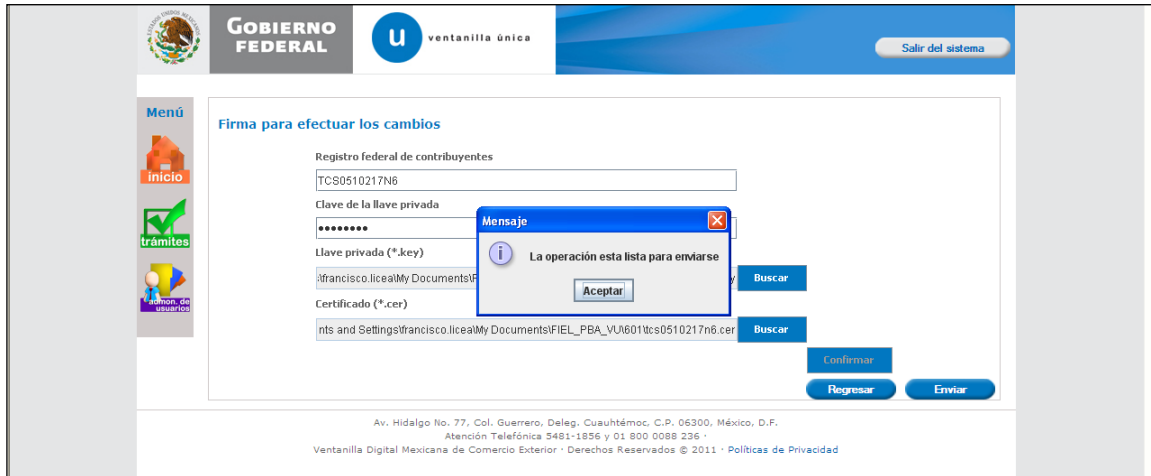 GOBIERNO
FEDERAL
u
ventanilla única
Salir del sistema
Menú
inicio
trámites
admon. de
usuarios
Firma para efectuar los cambios
Registro federal de contribuyentes
TCS0510217N6
Clave de la llave privada
••••••••
Llave privada (*.key)
\francisco.licea\My Documents\F
y
Buscar
Certificado (*.cer)
nts and Settings\francisco.licea\My Documents\FIEL_PBA_VU\601\tcs0510217n6.cer
Buscar
Mensaje
La operación esta lista para enviarse
Aceptar
Confirmar
Regresar
Enviar
Av. Hidalgo No. 77, Col. Guerrero, Deleg. Cuauhtémoc, C.P. 06300, México, D.F.
Atención Telefónica 5481-1856 y 01 800 0088 236 ·
Ventanilla Digital Mexicana de Comercio Exterior · Derechos Reservados © 2011 · Políticas de Privacidad